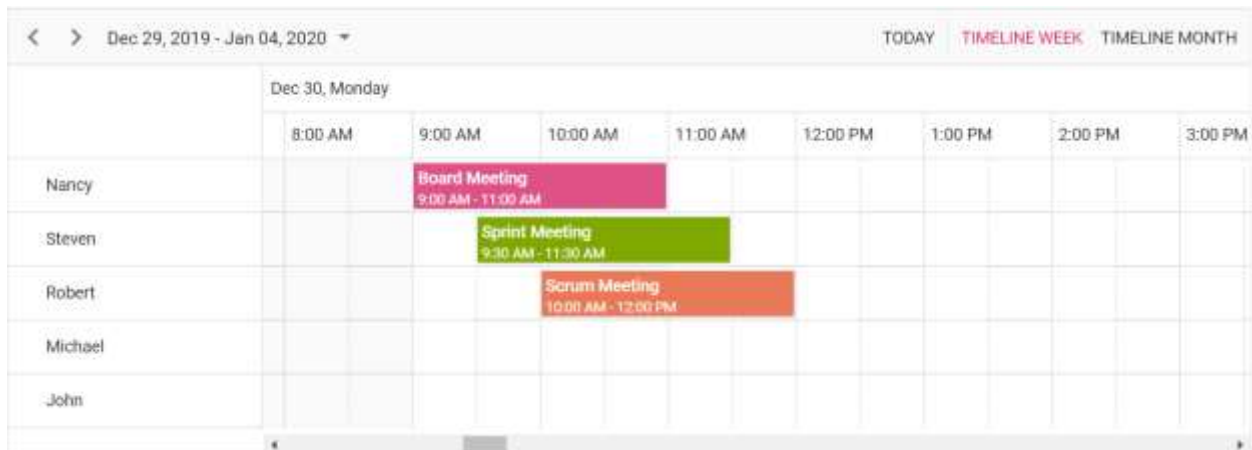 Dec 29, 2019 - Jan 04, 2020 TODAY TIMELINE WEEK TIMELINE MONTH
Dec 30, Monday
8:00 AM 9:00 AM 10:00 AM 11:00 AM 12:00 PM 1:00 PM 2:00 PM 3:00 PM
Nancy
Board Meeting
9:00 AM - 11:00 AM
Steven
Sprint Meeting
9:30 AM - 11:30 AM
Robert
Scrum Meeting
10:00 AM - 12:00 PM
Michael
John